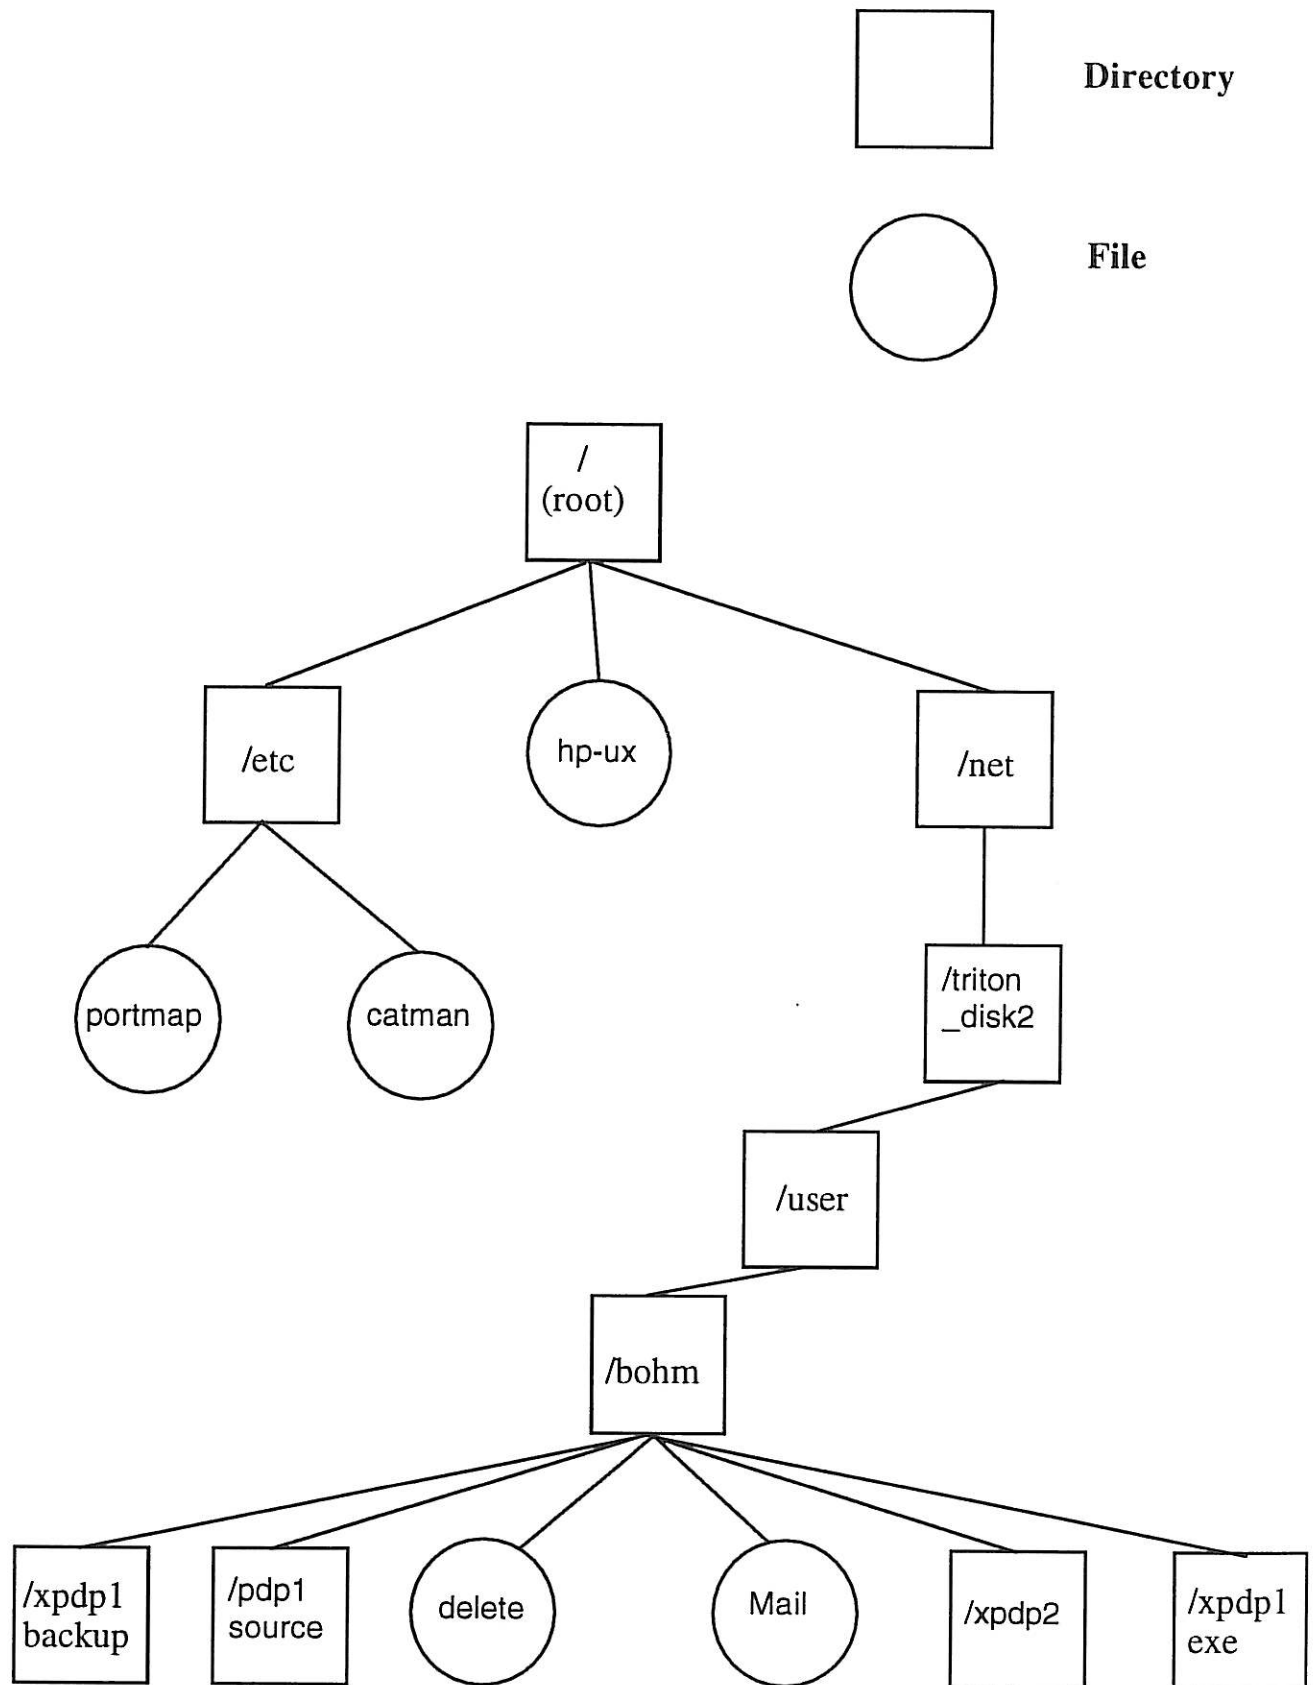 Directory
File
/
(root)
/etc
hp-ux
/net
portmap
catman
/triton
_disk2
/user
/bohm
/xpdp1
backup
/pdp1
source
delete
Mail
/xpdp2
/xpdp1
exe